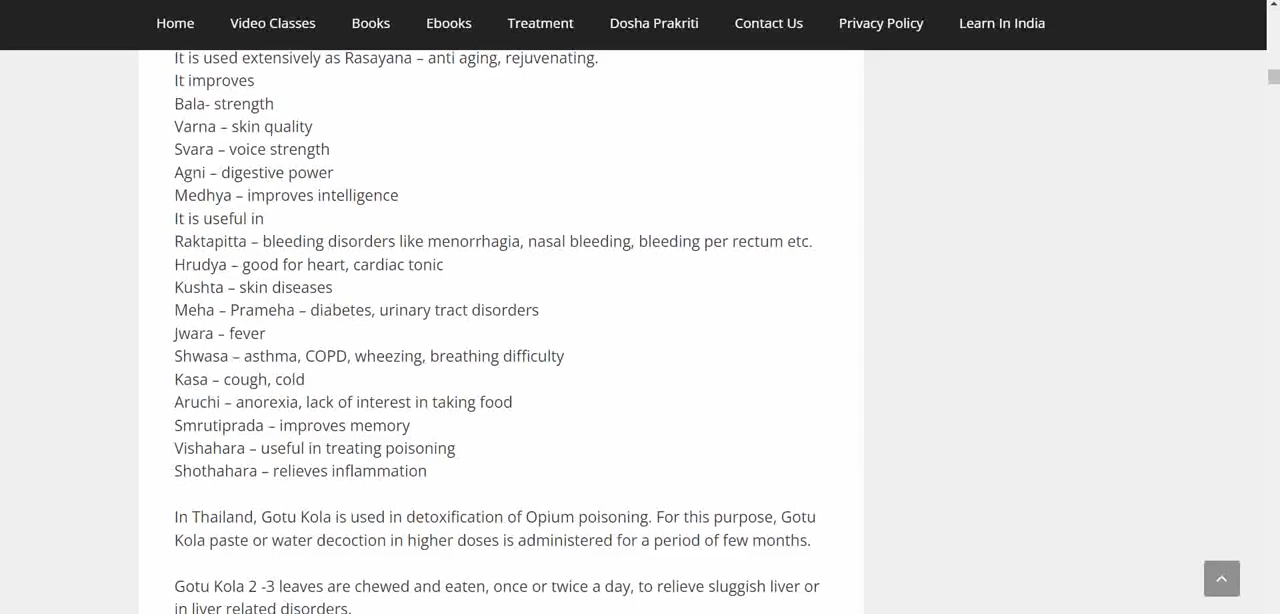 Home Video Classes Books Ebooks Treatment Dosha Prakriti Contact Us Privacy Policy Learn In India
It is used extensively as Rasayana – anti aging, rejuvenating.
It improves
Bala- strength
Varna – skin quality
Svara – voice strength
Agni – digestive power
Medhya – improves intelligence
It is useful in
Raktapitta – bleeding disorders like menorrhagia, nasal bleeding, bleeding per rectum etc.
Hrudya – good for heart, cardiac tonic
Kushta – skin diseases
Meha – Prameha – diabetes, urinary tract disorders
Jwara – fever
Shwasa – asthma, COPD, wheezing, breathing difficulty
Kasa – cough, cold
Aruchi – anorexia, lack of interest in taking food
Smrutiprada – improves memory
Vishahara – useful in treating poisoning
Shothahara – relieves inflammation
In Thailand, Gotu Kola is used in detoxification of Opium poisoning. For this purpose, Gotu
Kola paste or water decoction in higher doses is administered for a period of few months.
Gotu Kola 2 -3 leaves are chewed and eaten, once or twice a day, to relieve sluggish liver or
in liver related disorders.